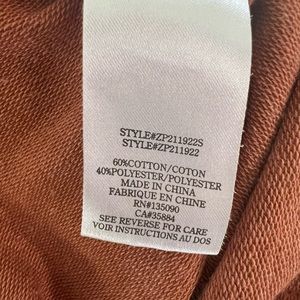 STYLE#ZP211922S
STYLE#ZP211922
60%COTTON/COTON
40%POLYESTER/POLYESTER
MADE IN CHINA
FABRIQUE EN CHINE
RN#135090
CA#35884
SEE REVERSE FOR CARE
VOIR INSTRUCTIONS AU DOS